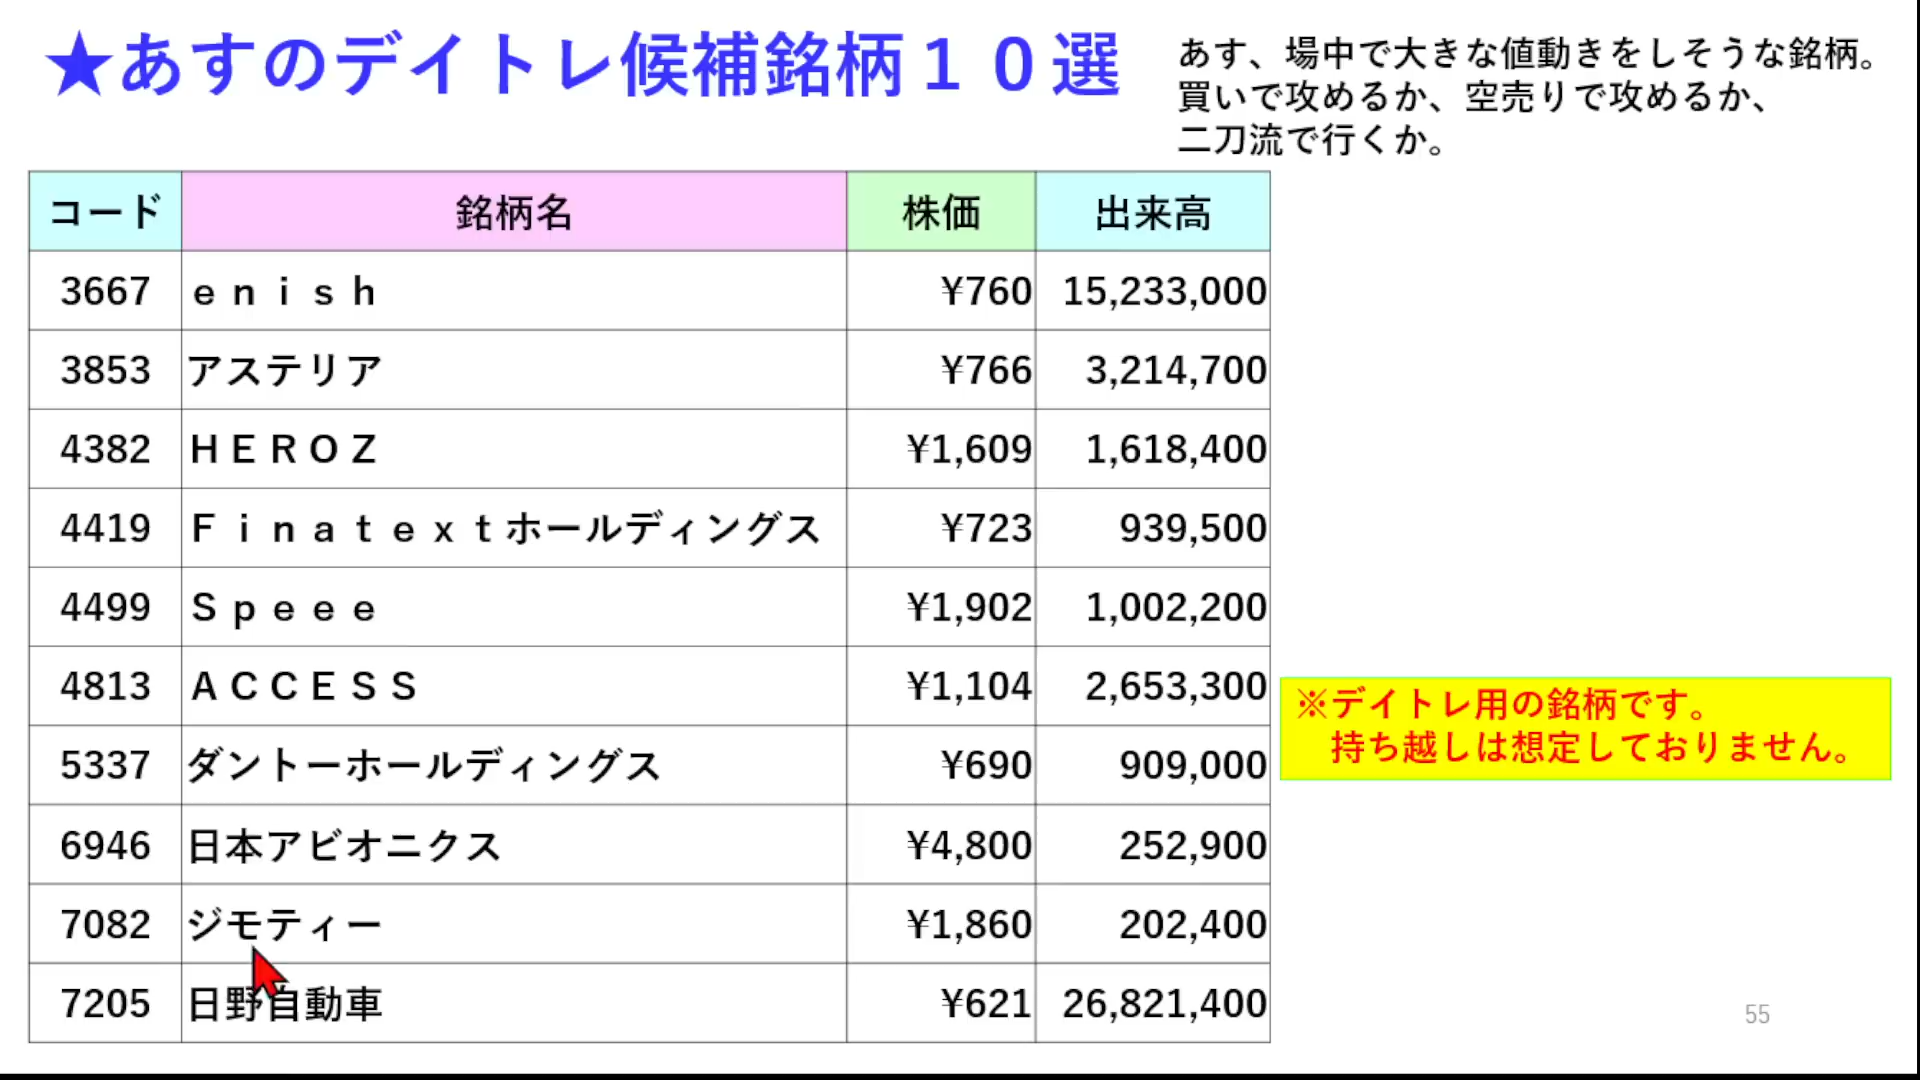 ★あすのデイトレ候補銘柄１０選
あす、場中で大きな値動きをしそうな銘柄。
買いで攻めるか、空売りで攻めるか、
二刀流で行くか。
コード 銘柄名 株価 出来高
3667 ｅｎｉｓｈ ¥760 15,233,000
3853 アステリア ¥766 3,214,700
4382 ＨＥＲＯＺ ¥1,609 1,618,400
4419 Ｆｉｎａｔｅｘｔホールディングス ¥723 939,500
4499 Ｓｐｅｅｅ ¥1,902 1,002,200
4813 ＡＣＣＥＳＳ ¥1,104 2,653,300
5337 ダントーホールディングス ¥690 909,000
6946 日本アビオニクス ¥4,800 252,900
7082 ジモティー ¥1,860 202,400
7205 日野自動車 ¥621 26,821,400
※デイトレ用の銘柄です。
持ち越しは想定しておりません。
55